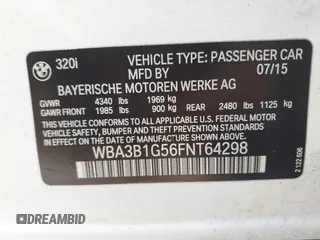 320i
VEHICLE TYPE: PASSENGER CAR
MFD BY 07/15
BAYERISCHE MOTOREN WERKE AG
GVWR 4340 lbs 1969 kg
GAWR FRONT 1985 lbs 900 kg REAR 2480 lbs 1125 kg
THIS VEHICLE CONFORMS TO ALL APPLICABLE
U.S. FEDERAL MOTOR VEHICLE SAFETY, BUMPER AND
THEFT PREVENTION STANDARDS IN EFFECT ON THE
DATE OF MANUFACTURE SHOWN ABOVE.
WBA3B1G56FNT64298
2 122 606
DREAMBID